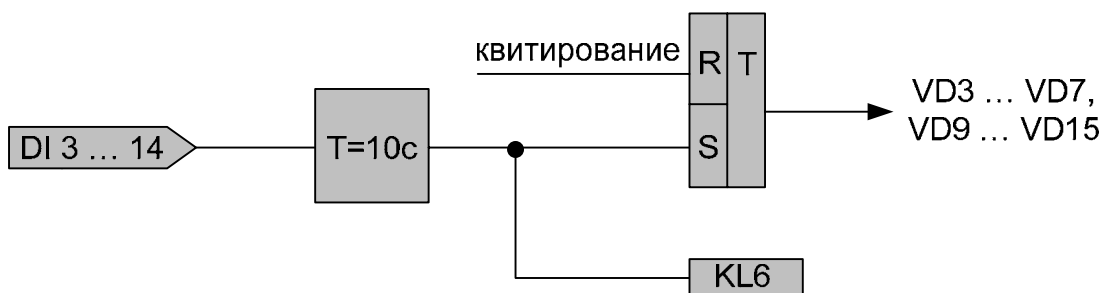 квитирование
R
T
VD3 ... VD7,
VD9 ... VD15
DI 3 ... 14
T=10c
S
KL6